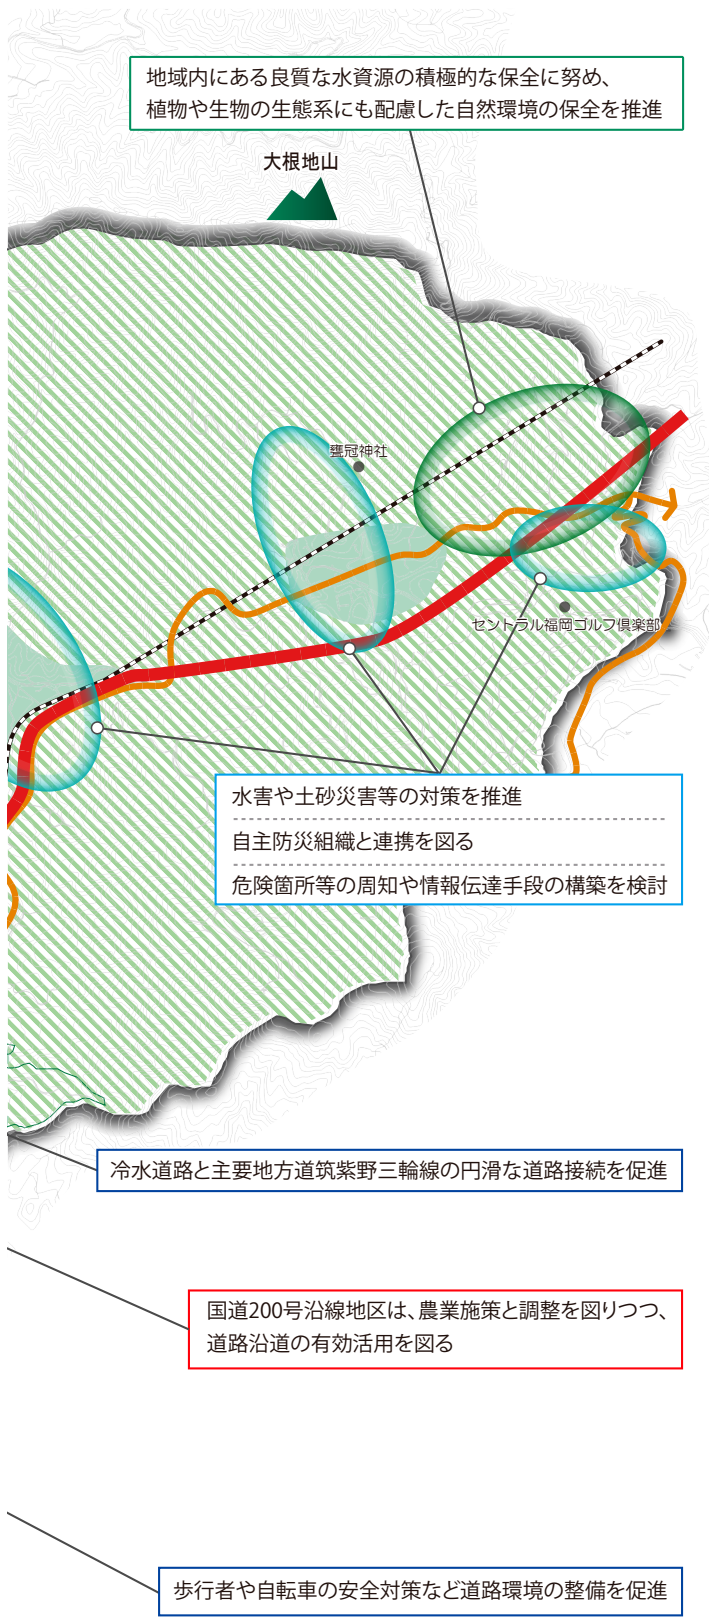 地域内にある良質な水資源の積極的な保全に努め、
植物や生物の生態系にも配慮した自然環境の保全を推進
大根地山
甕冠神社
セントラル福岡ゴルフ倶楽部
水害や土砂災害等の対策を推進
自主防災組織と連携を図る
危険箇所等の周知や情報伝達手段の構築を検討
冷水道路と主要地方道筑紫野三輪線の円滑な道路接続を促進
国道200号沿線地区は、農業施策と調整を図りつつ、
道路沿道の有効活用を図る
歩行者や自転車の安全対策など道路環境の整備を促進